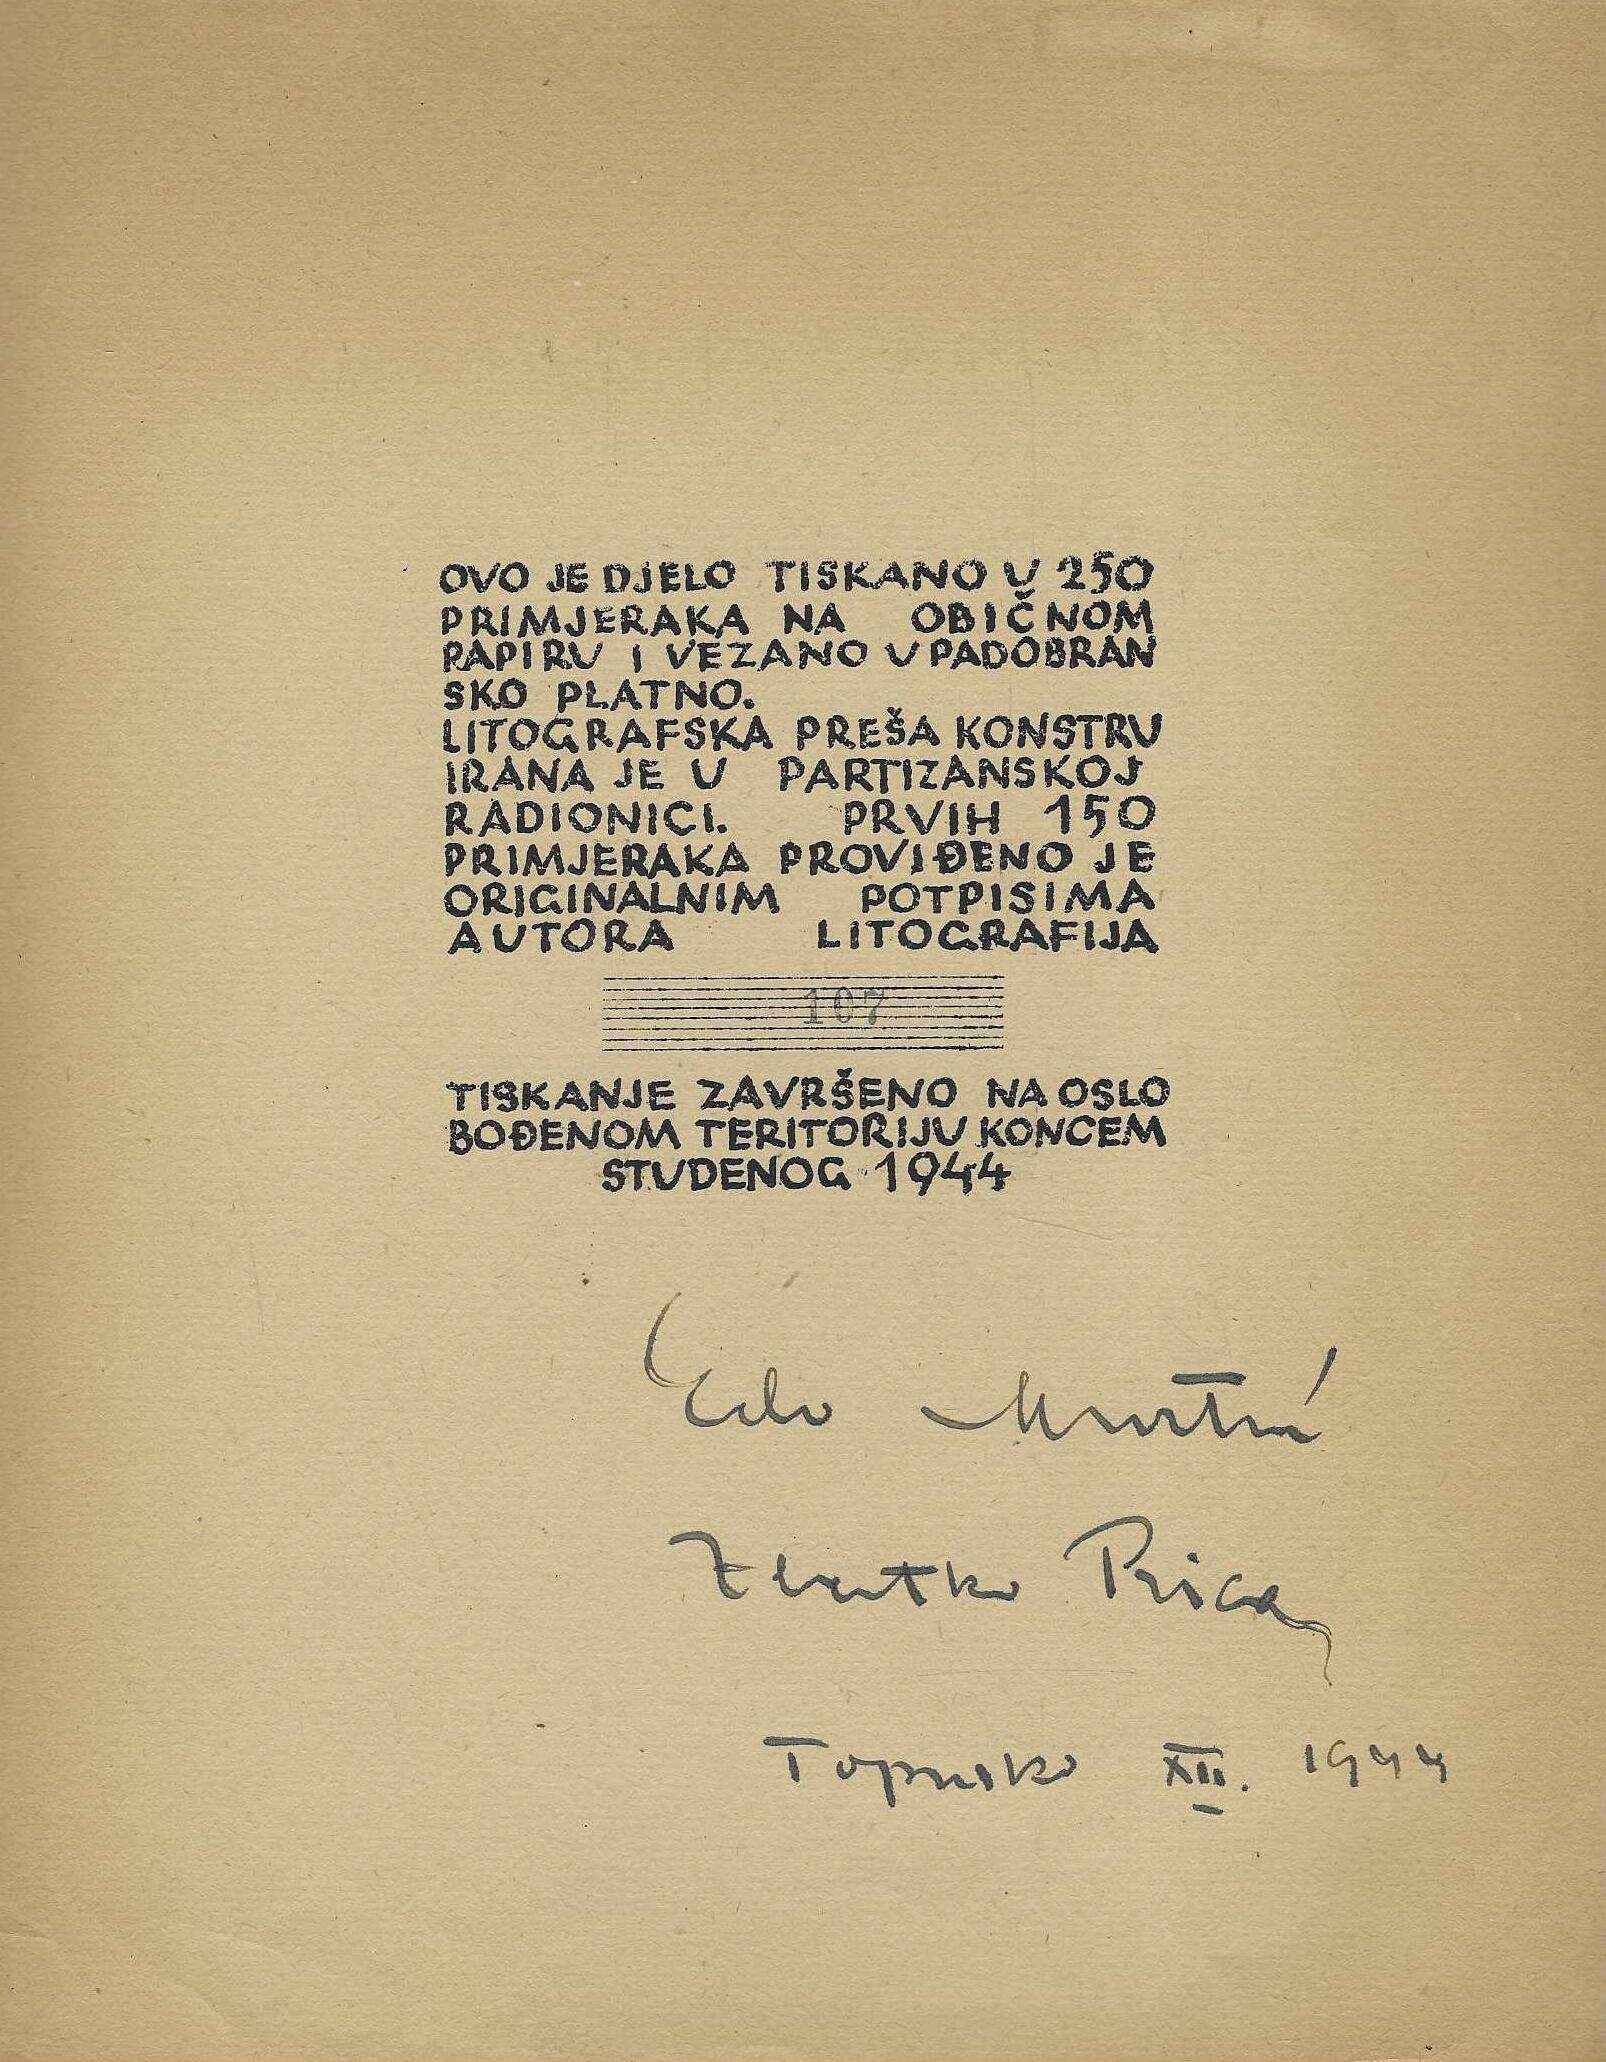 OVO JE DJELO TISKANO U 250
PRIMJERAKA NA OBIČNOM
PAPIRU I VEZANO U PADOBRAN
SKO PLATNO.
LITOGRAFSKA PREŠA KONSTRU
IRANA JE U PARTIZANSKOJ
RADIONICI. PRVIH 150
PRIMJERAKA PROVIĐENO JE
ORIGINALNIM POTPISIMA
AUTORA LITOGRAFIJA
107
TISKANJE ZAVRŠENO NA OSLO
BOĐENOM TERITORIJU KONCEM
STUDENOG 1944
Edo Murtić
Zlatko Prica
Topusko XII. 1944